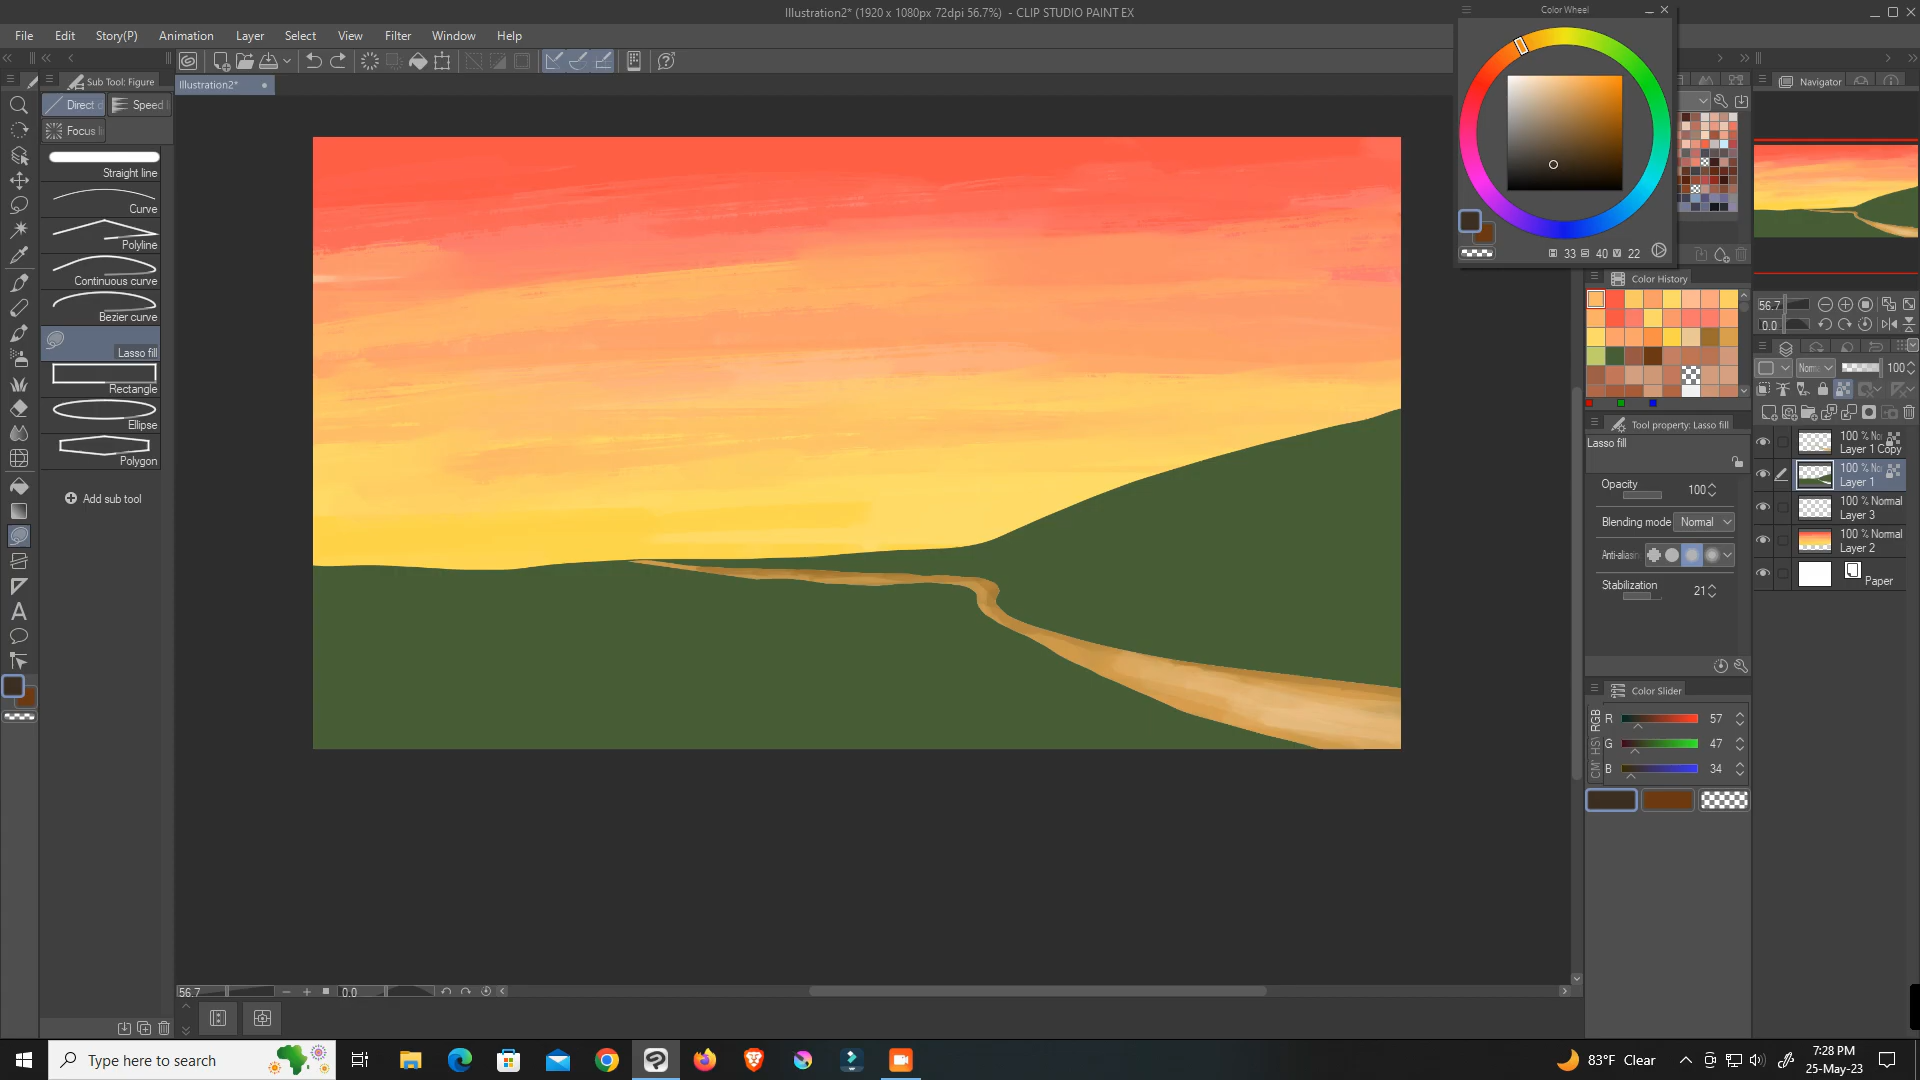 Illustration2* (1920 x 1080px 72dpi 56.7%) - CLIP STUDIO PAINT EX
Color Wheel
File Edit Story(P) Animation Layer Select View Filter Window Help
Sub Tool: Figure
Illustration2*
Navigator
Direct
Speed
Focus
Straight line
Curve
Polyline
Continuous curve
Bezier curve
Lasso fill
Rectangle
Ellipse
Polygon
Add sub tool
33 40 22
Color History
56.7
0.0
100
Tool property: Lasso fill
Lasso fill
Opacity 100
Blending mode Normal
Stabilization 21
100 %
Layer 1 Copy
100 %
Layer 1
100 % Normal
Layer 3
100 % Normal
Layer 2
Paper
Color Slider
RGB
R 57
G 47
B 34
56.7
0.0
Type here to search
83°F Clear
7:28 PM
25-May-23